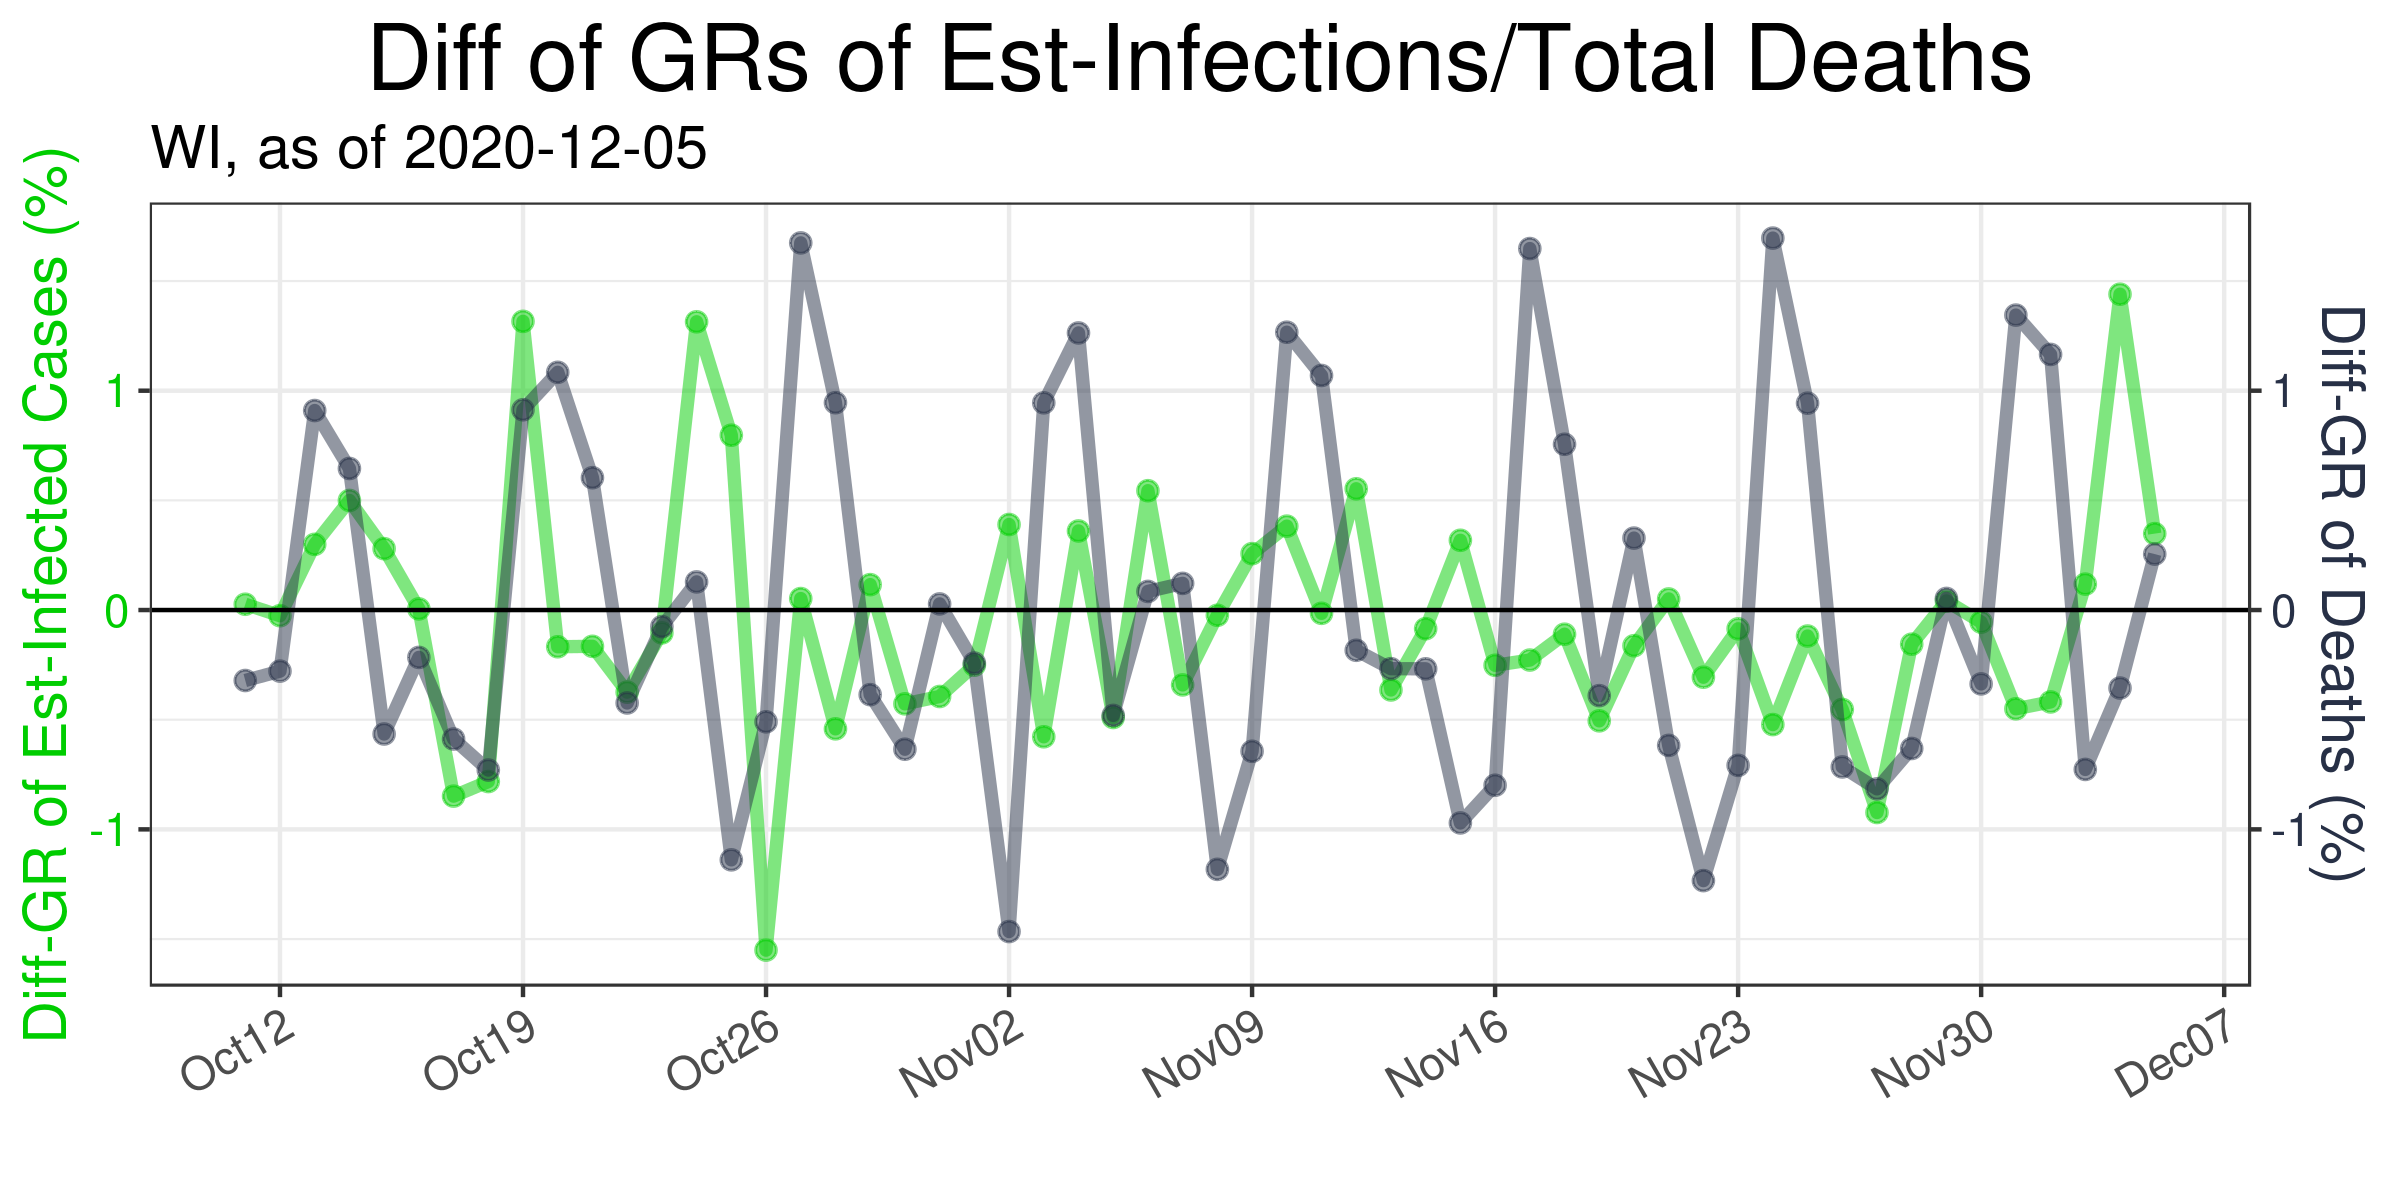 Diff of GRs of Est-Infections/Total Deaths
WI, as of 2020-12-05
Diff-GR of Est-Infected Cases (%)
1
0
-1
1
0
-1
Diff-GR of Deaths (%)
Oct12
Oct19
Oct26
Nov02
Nov09
Nov16
Nov23
Nov30
Dec07